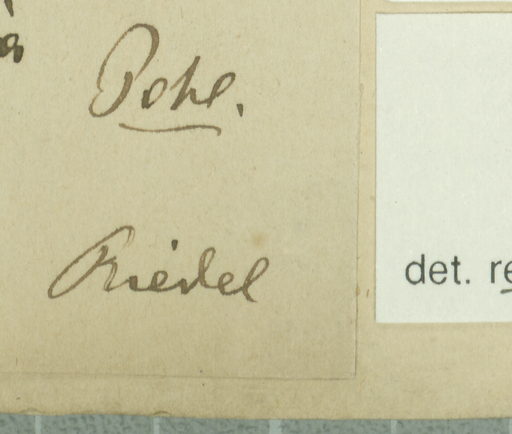 Pohl.
Riedel
det. re